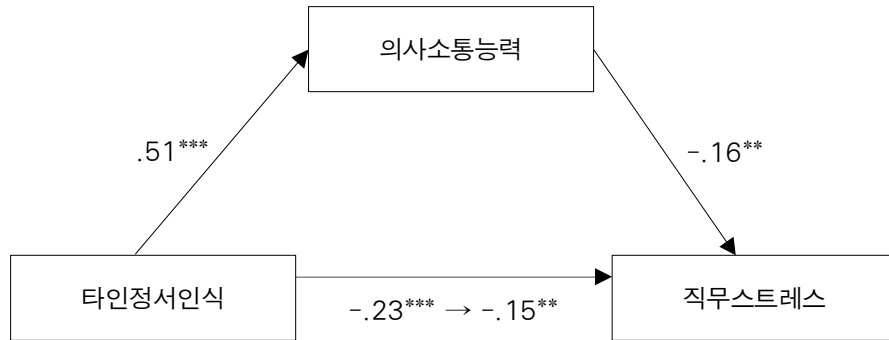 의사소통능력
.51***
-.16**
타인정서인식
-.23*** → -.15**
직무스트레스